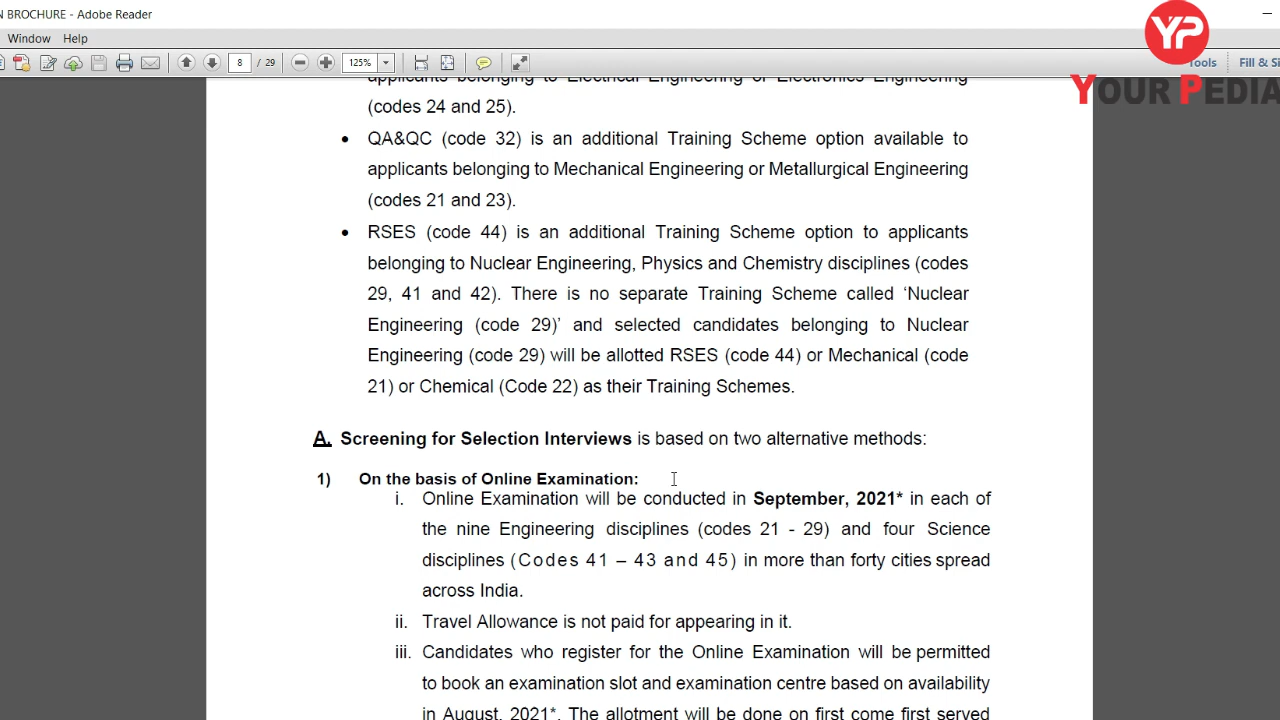 N BROCHURE - Adobe Reader
Window Help
8 / 29 125% Tools Fill & Si
YP
YOUR PEDIA
applicants belonging to Electrical Engineering or Electronics Engineering
(codes 24 and 25).
• QA&QC (code 32) is an additional Training Scheme option available to
applicants belonging to Mechanical Engineering or Metallurgical Engineering
(codes 21 and 23).
• RSES (code 44) is an additional Training Scheme option to applicants
belonging to Nuclear Engineering, Physics and Chemistry disciplines (codes
29, 41 and 42). There is no separate Training Scheme called ‘Nuclear
Engineering (code 29)’ and selected candidates belonging to Nuclear
Engineering (code 29) will be allotted RSES (code 44) or Mechanical (code
21) or Chemical (Code 22) as their Training Schemes.
A. Screening for Selection Interviews is based on two alternative methods:
1) On the basis of Online Examination:
i. Online Examination will be conducted in September, 2021* in each of
the nine Engineering disciplines (codes 21 - 29) and four Science
disciplines (Codes 41 – 43 and 45) in more than forty cities spread
across India.
ii. Travel Allowance is not paid for appearing in it.
iii. Candidates who register for the Online Examination will be permitted
to book an examination slot and examination centre based on availability
in August, 2021*. The allotment will be done on first come first served